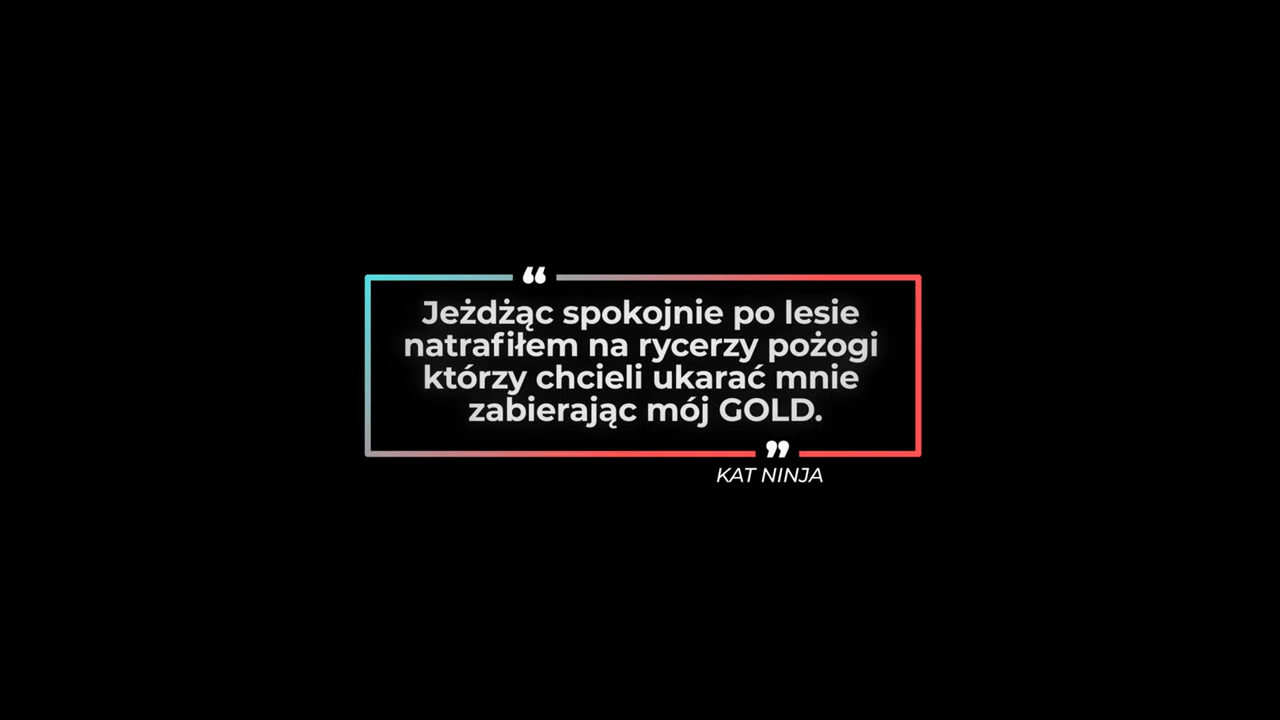 “
Jeżdżąc spokojnie po lesie
natrafiłem na rycerzy pożogi
którzy chcieli ukarać mnie
zabierając mój GOLD.
”
KAT NINJA